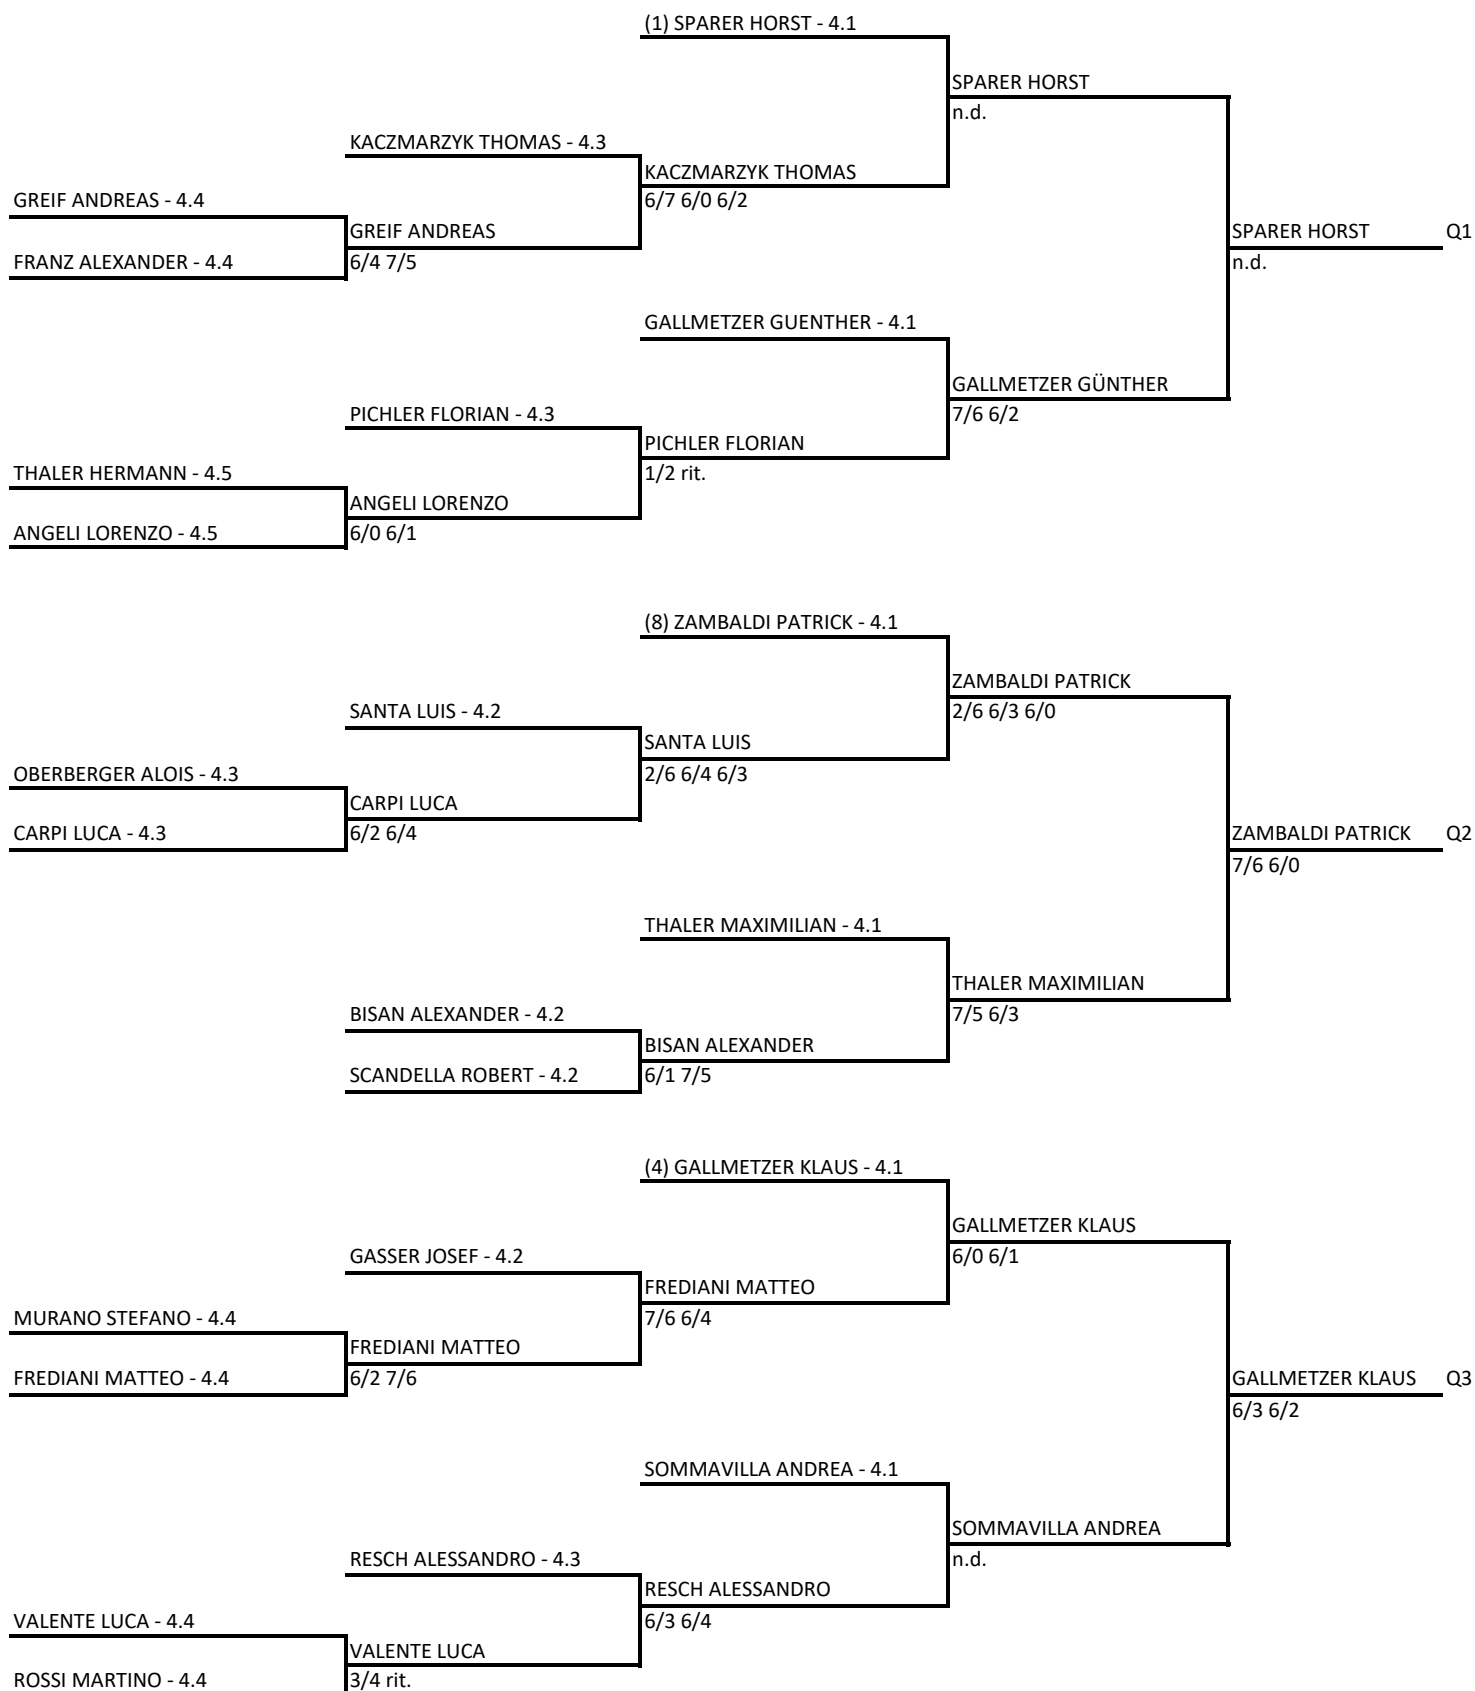 (1) SPARER HORST - 4.1
SPARER HORST
n.d.
KACZMARZYK THOMAS - 4.3
KACZMARZYK THOMAS
6/7 6/0 6/2
GREIF ANDREAS - 4.4
GREIF ANDREAS
6/4 7/5
FRANZ ALEXANDER - 4.4
SPARER HORST Q1
n.d.
GALLMETZER GUENTHER - 4.1
GALLMETZER GÜNTHER
7/6 6/2
PICHLER FLORIAN - 4.3
PICHLER FLORIAN
1/2 rit.
THALER HERMANN - 4.5
ANGELI LORENZO
6/0 6/1
ANGELI LORENZO - 4.5
(8) ZAMBALDI PATRICK - 4.1
ZAMBALDI PATRICK
2/6 6/3 6/0
SANTA LUIS - 4.2
SANTA LUIS
2/6 6/4 6/3
OBERBERGER ALOIS - 4.3
CARPI LUCA
6/2 6/4
CARPI LUCA - 4.3
ZAMBALDI PATRICK Q2
7/6 6/0
THALER MAXIMILIAN - 4.1
THALER MAXIMILIAN
7/5 6/3
BISAN ALEXANDER - 4.2
BISAN ALEXANDER
6/1 7/5
SCANDELLA ROBERT - 4.2
(4) GALLMETZER KLAUS - 4.1
GALLMETZER KLAUS
6/0 6/1
GASSER JOSEF - 4.2
FREDIANI MATTEO
7/6 6/4
MURANO STEFANO - 4.4
FREDIANI MATTEO
6/2 7/6
FREDIANI MATTEO - 4.4
GALLMETZER KLAUS Q3
6/3 6/2
SOMMAVILLA ANDREA - 4.1
SOMMAVILLA ANDREA
n.d.
RESCH ALESSANDRO - 4.3
RESCH ALESSANDRO
6/3 6/4
VALENTE LUCA - 4.4
VALENTE LUCA
3/4 rit.
ROSSI MARTINO - 4.4